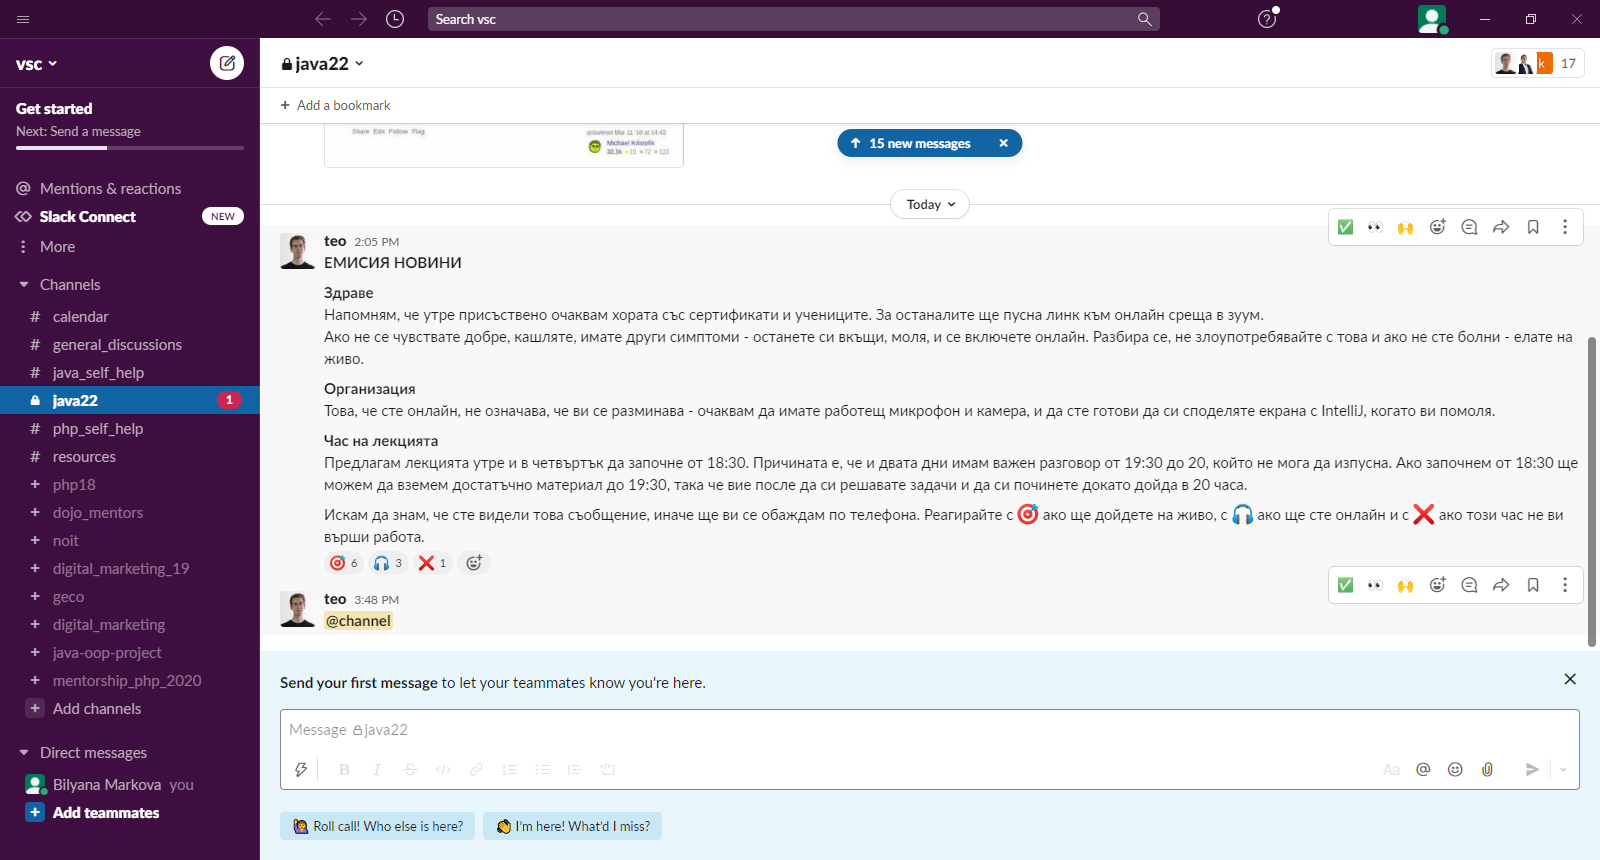 Search vsc
vsc
Get started
Next: Send a message
Mentions & reactions
Slack Connect
NEW
More
Channels
# calendar
# general_discussions
# java_self_help
java22
1
# php_self_help
# resources
+ php18
+ dojo_mentors
+ noit
+ digital_marketing_19
+ geco
+ digital_marketing
+ java-oop-project
+ mentorship_php_2020
+ Add channels
Direct messages
Bilyana Markova you
+ Add teammates
java22
k 17
+ Add a bookmark
Share Edit Follow Flag
answered Mar 11 '10 at 14:42
15 new messages
Today
teo 2:05 PM
ЕМИСИЯ НОВИНИ
Здраве
Напомням, че утре присъствено очаквам хората със сертификати и учениците. За останалите ще пусна линк към онлайн среща в зуум.
Ако не се чувствате добре, кашляте, имате други симптоми - останете си вкъщи, моля, и се включете онлайн. Разбира се, не злоупотребявайте с това и ако не сте болни - елате на
живо.
Организация
Това, че сте онлайн, не означава, че ви се разминава - очаквам да имате работещ микрофон и камера, и да сте готови да си споделяте екрана с IntelliJ, когато ви помоля.
Час на лекцията
Предлагам лекцията утре и в четвъртък да започне от 18:30. Причината е, че и двата дни имам важен разговор от 19:30 до 20, който не мога да изпусна. Ако започнем от 18:30 ще
можем да вземем достатъчно материал до 19:30, така че вие после да си решавате задачи и да си починете докато дойда в 20 часа.
Искам да знам, че сте видели това съобщение, иначе ще ви се обаждам по телефона. Реагирайте с 🎯 ако ще дойдете на живо, с 🎧 ако ще сте онлайн и с ❌ ако този час не ви
върши работа.
🎯 6 🎧 3 ❌ 1
teo 3:48 PM
@channel
Send your first message to let your teammates know you're here.
Message java22
B I S </> Aa @
Roll call! Who else is here?
I'm here! What'd I miss?